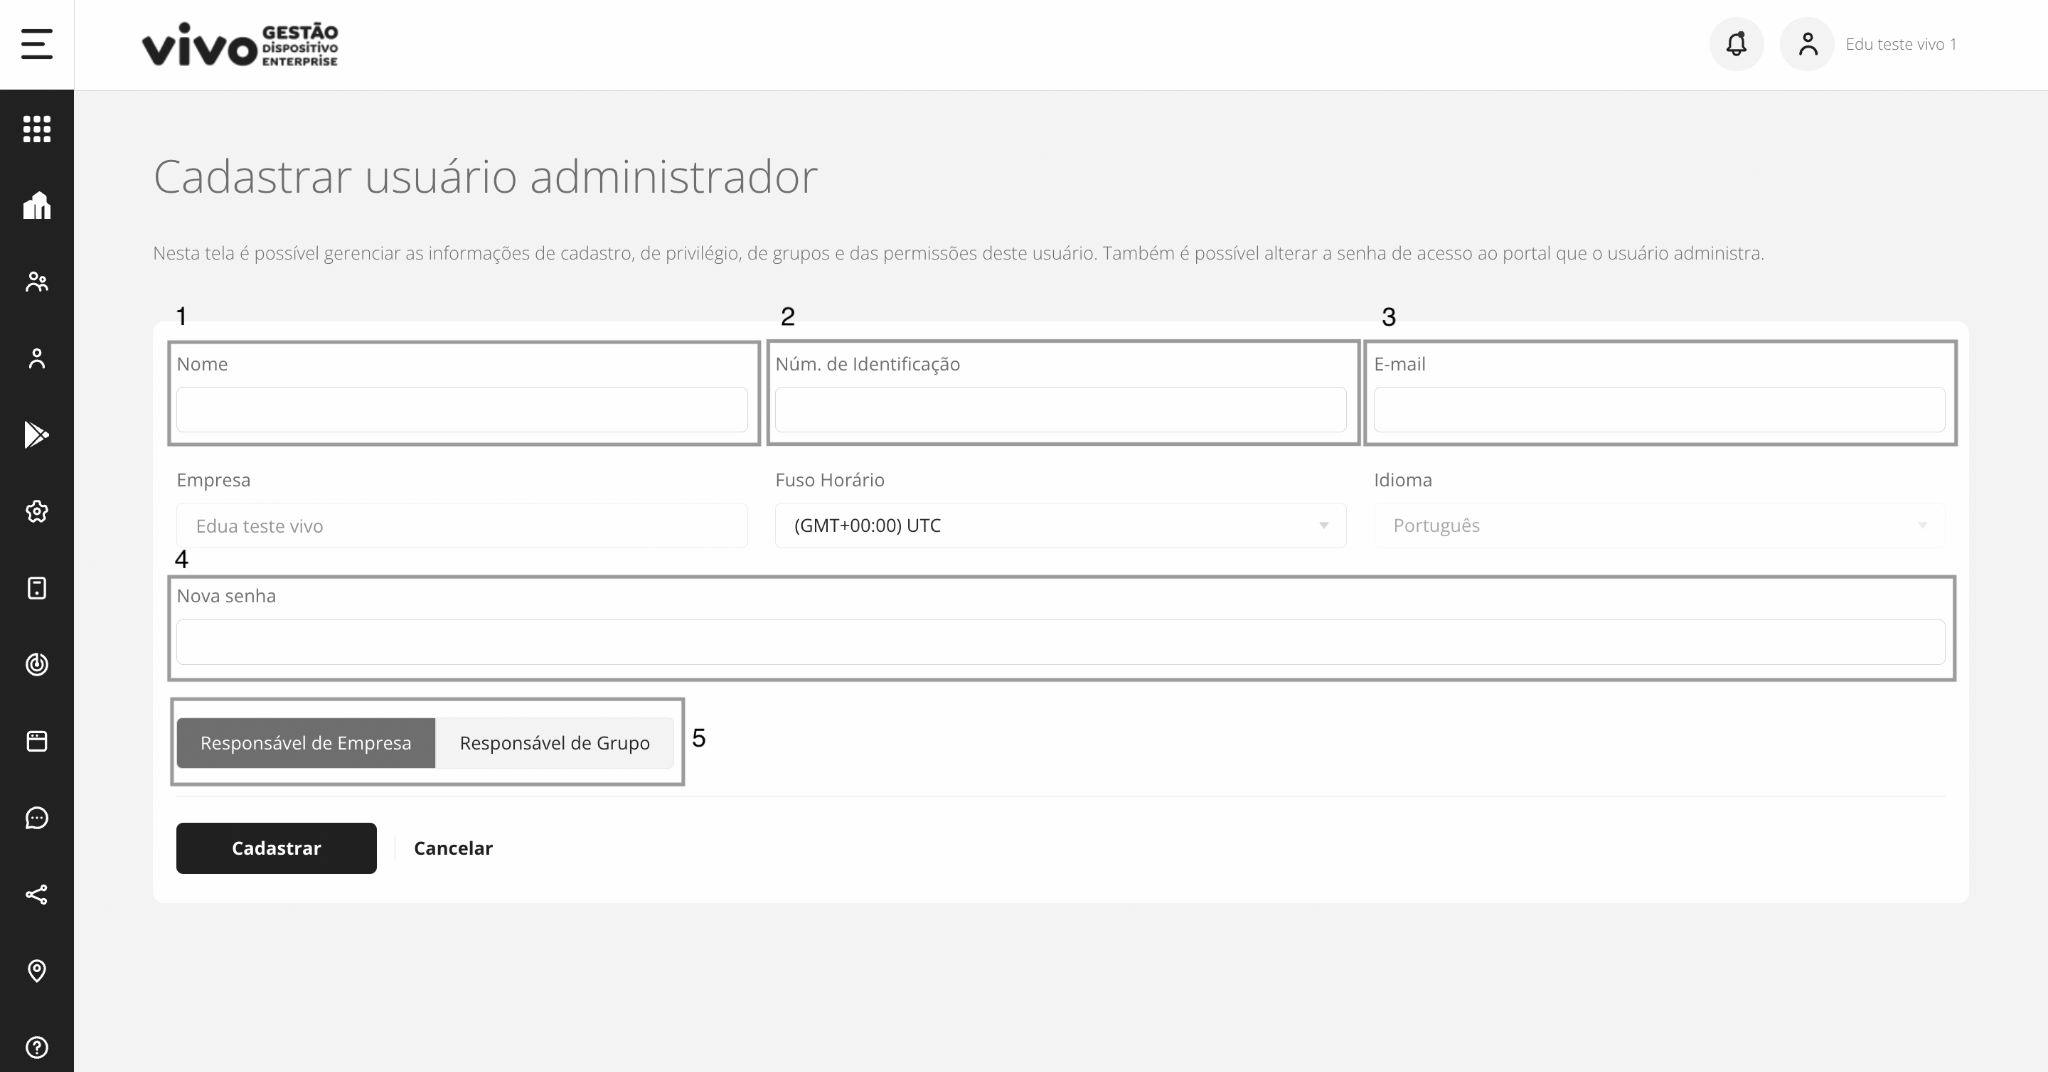 vivo GESTÃO
DISPOSITIVO
ENTERPRISE
Edu teste vivo 1
Cadastrar usuário administrador
Nesta tela é possível gerenciar as informações de cadastro, de privilégio, de grupos e das permissões deste usuário. Também é possível alterar a senha de acesso ao portal que o usuário administra.
1 2 3
Nome Núm. de Identificação E-mail
Empresa Fuso Horário Idioma
Edua teste vivo (GMT+00:00) UTC Português
4
Nova senha
Responsável de Empresa Responsável de Grupo 5
Cadastrar Cancelar